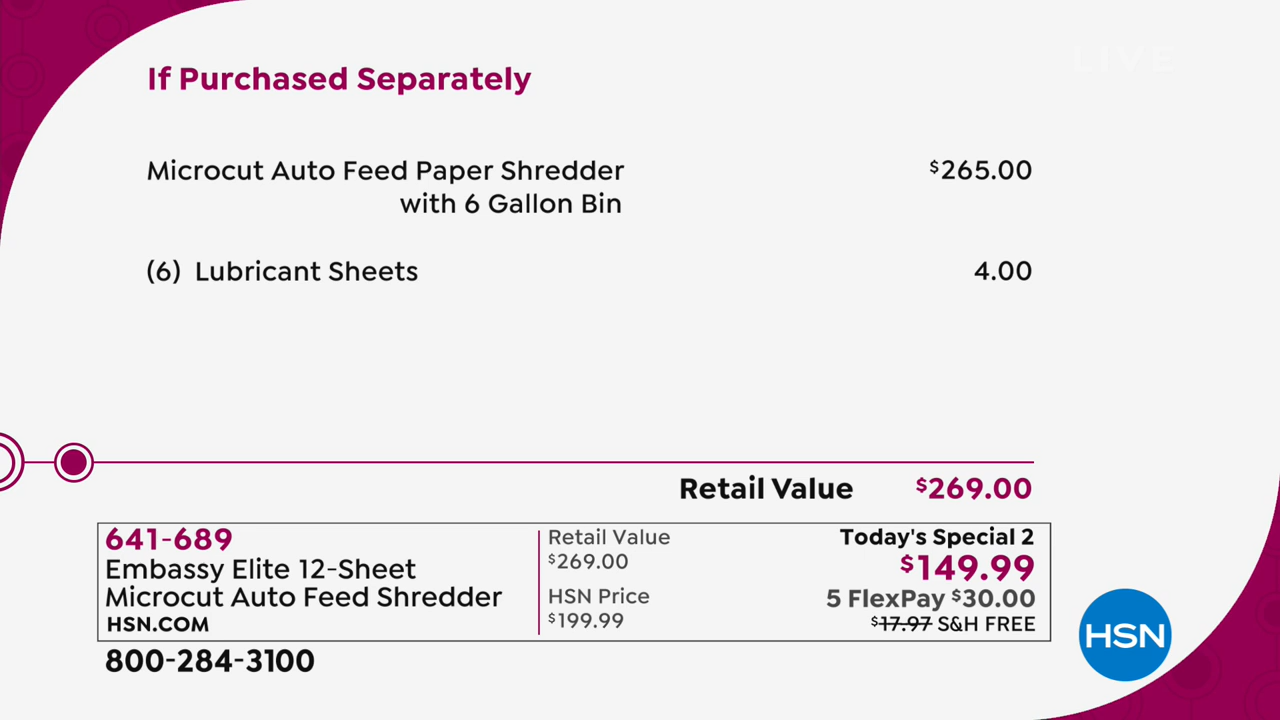 LIVE
If Purchased Separately
Microcut Auto Feed Paper Shredder $265.00
with 6 Gallon Bin
(6) Lubricant Sheets 4.00
Retail Value $269.00
641-689
Embassy Elite 12-Sheet
Microcut Auto Feed Shredder
HSN.COM
Retail Value
$269.00
HSN Price
$199.99
Today's Special 2
$149.99
5 FlexPay $30.00
$17.97 S&H FREE
800-284-3100
HSN